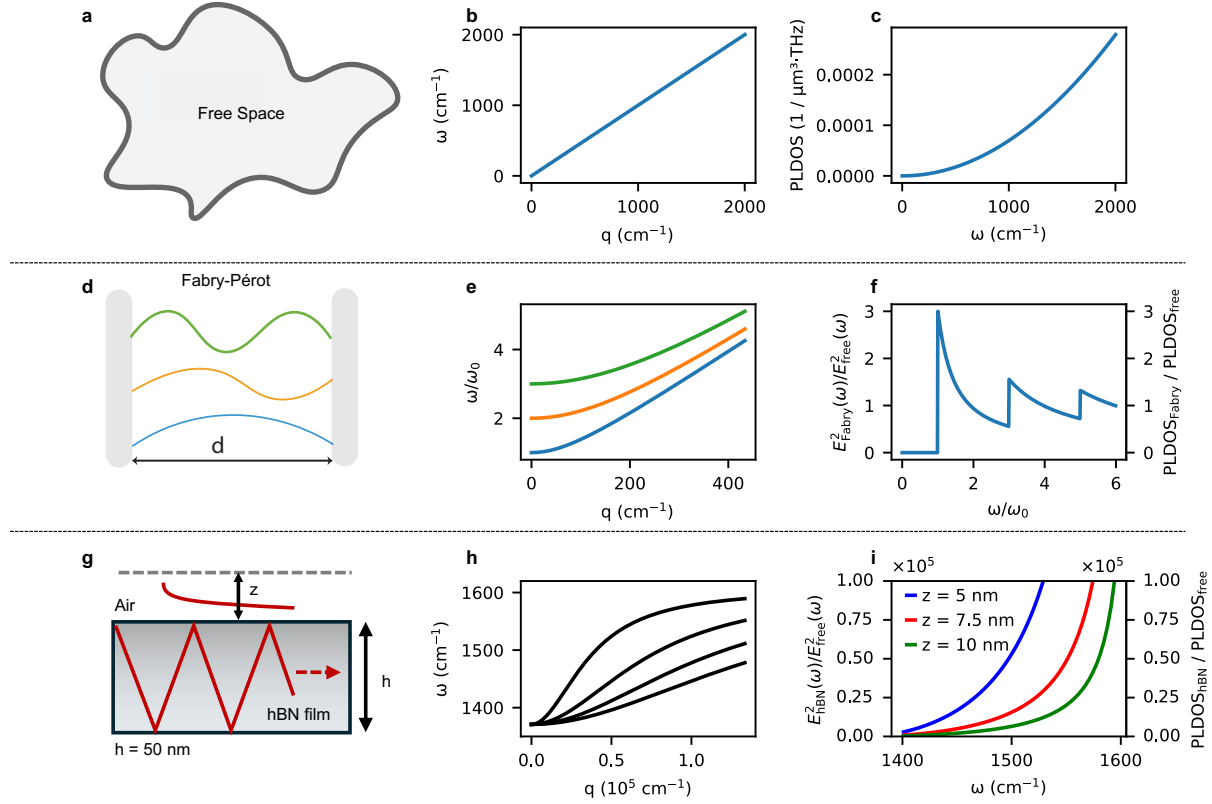 a
Free Space
b
ω (cm⁻¹)
2000
1000
0
0 1000 2000
q (cm⁻¹)
c
PLDOS (1 / μm³·THz)
0.0002
0.0001
0.0000
0 1000 2000
ω (cm⁻¹)
d
Fabry-Pérot
d
e
ω/ω₀
4
2
0 200 400
q (cm⁻¹)
f
E²Fabry(ω)/E²free(ω)
3
2
1
0
0 2 4 6
ω/ω₀
3
2
1
0
PLDOSFabry / PLDOSfree
g
z
Air
h
hBN film
h = 50 nm
h
ω (cm⁻¹)
1600
1500
1400
0.0 0.5 1.0
q (10⁵ cm⁻¹)
i
×10⁵ ×10⁵
E²hBN(ω)/E²free(ω)
1.00
0.75
0.50
0.25
0.00
z = 5 nm
z = 7.5 nm
z = 10 nm
1400 1500 1600
ω (cm⁻¹)
1.00
0.75
0.50
0.25
0.00
PLDOShBN / PLDOSfree